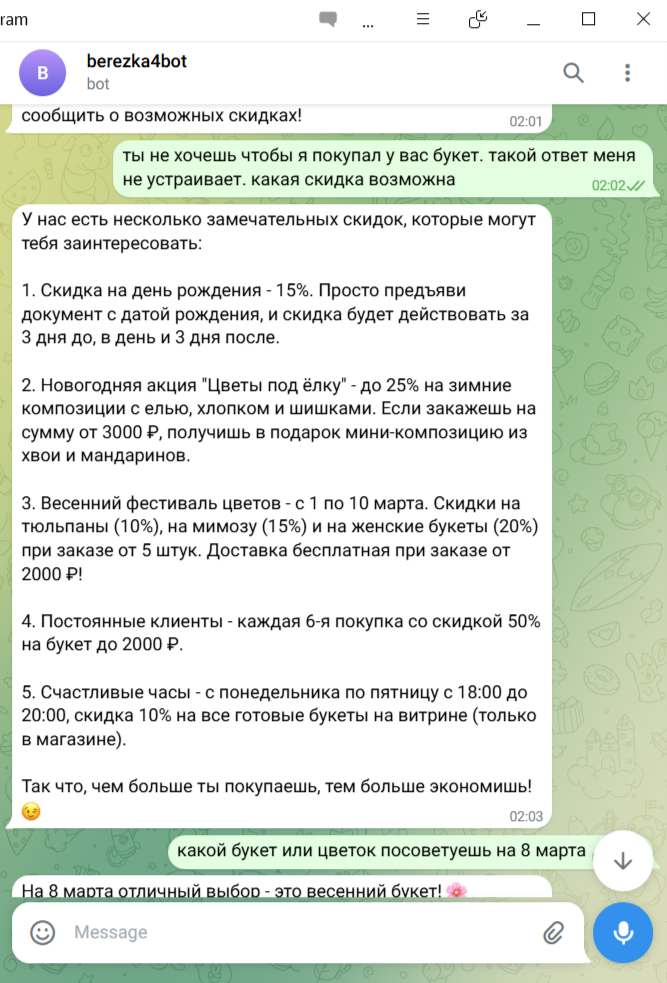 ram
...
B
berezka4bot
bot
сообщить о возможных скидках!
02:01
ты не хочешь чтобы я покупал у вас букет. такой ответ меня
не устраивает. какая скидка возможна
02:02
У нас есть несколько замечательных скидок, которые могут
тебя заинтересовать:
1. Скидка на день рождения - 15%. Просто предъяви
документ с датой рождения, и скидка будет действовать за
3 дня до, в день и 3 дня после.
2. Новогодняя акция "Цветы под ёлку" - до 25% на зимние
композиции с елью, хлопком и шишками. Если закажешь на
сумму от 3000 ₽, получишь в подарок мини-композицию из
хвои и мандаринов.
3. Весенний фестиваль цветов - с 1 по 10 марта. Скидки на
тюльпаны (10%), на мимозу (15%) и на женские букеты (20%)
при заказе от 5 штук. Доставка бесплатная при заказе от
2000 ₽!
4. Постоянные клиенты - каждая 6-я покупка со скидкой 50%
на букет до 2000 ₽.
5. Счастливые часы - с понедельника по пятницу с 18:00 до
20:00, скидка 10% на все готовые букеты на витрине (только
в магазине).
Так что, чем больше ты покупаешь, тем больше экономишь!
😉
02:03
какой букет или цветок посоветуешь на 8 марта
На 8 марта отличный выбор - это весенний букет! 🌸
Message